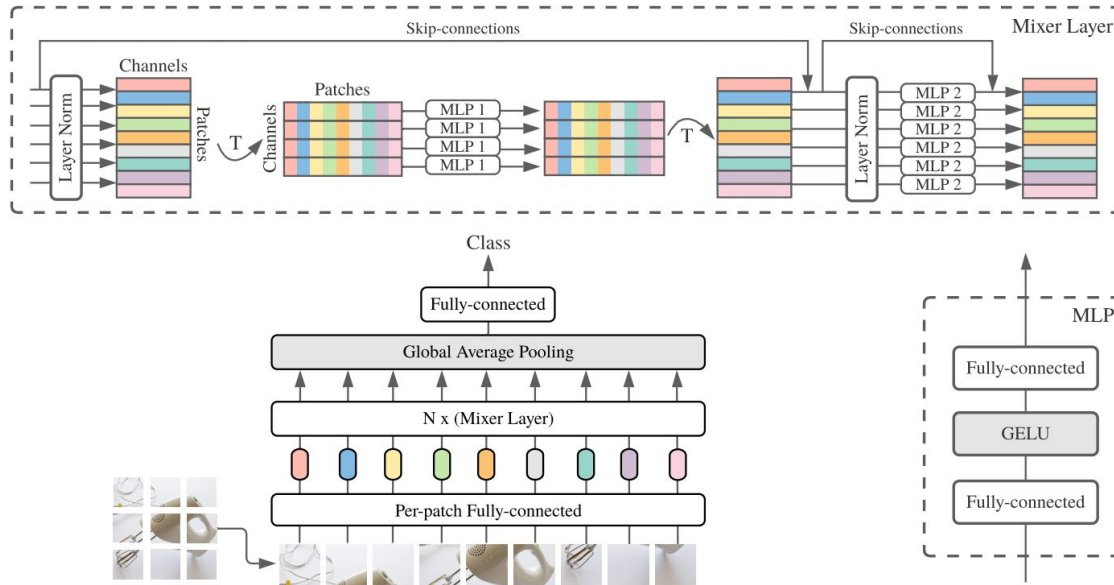 Skip-connections
Skip-connections
Mixer Layer
Channels
Layer Norm
Patches
T
Patches
Channels
MLP 1
MLP 1
MLP 1
MLP 1
T
Layer Norm
MLP 2
MLP 2
MLP 2
MLP 2
MLP 2
MLP 2
Class
Fully-connected
Global Average Pooling
N x (Mixer Layer)
Per-patch Fully-connected
MLP
Fully-connected
GELU
Fully-connected